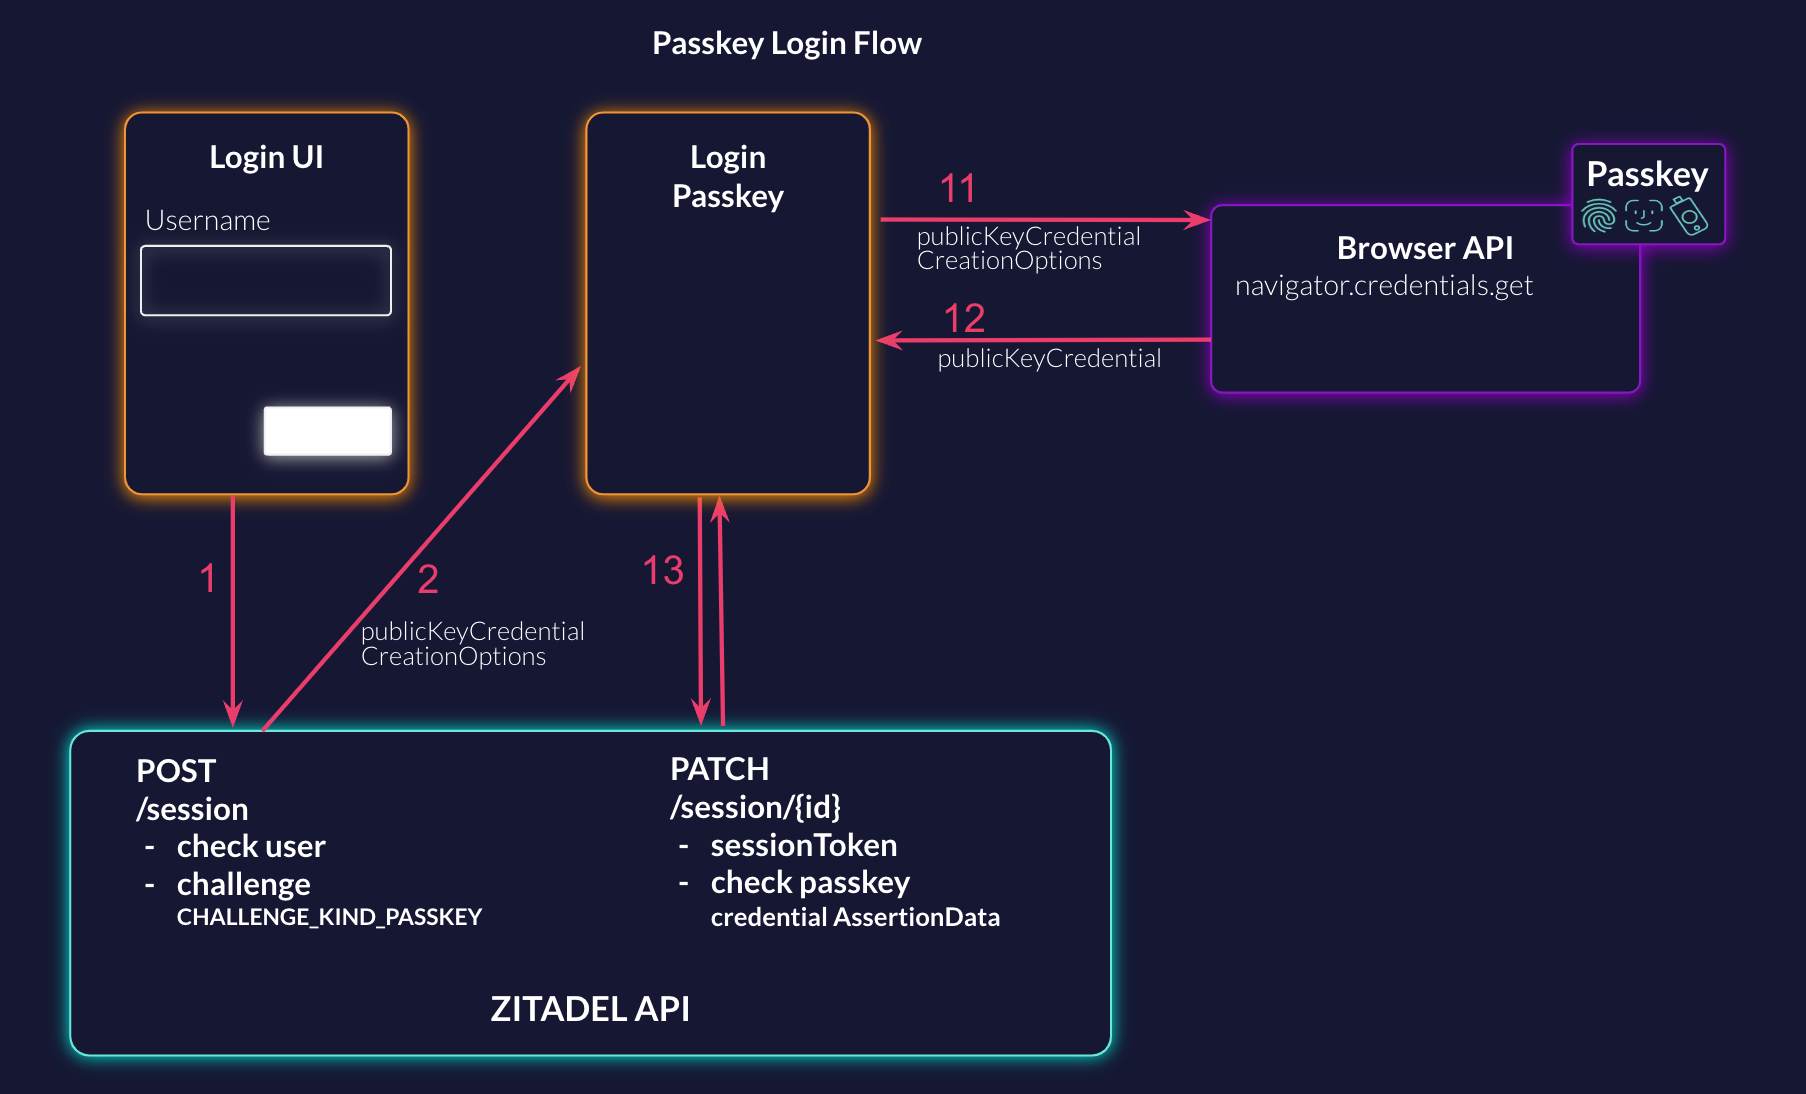 Passkey Login Flow
Login UI
Username
Login
Passkey
11
publicKeyCredential
CreationOptions
12
publicKeyCredential
Passkey
Browser API
navigator.credentials.get
1
2
publicKeyCredential
CreationOptions
13
POST
/session
- check user
- challenge
CHALLENGE_KIND_PASSKEY
PATCH
/session/{id}
- sessionToken
- check passkey
credential AssertionData
ZITADEL API